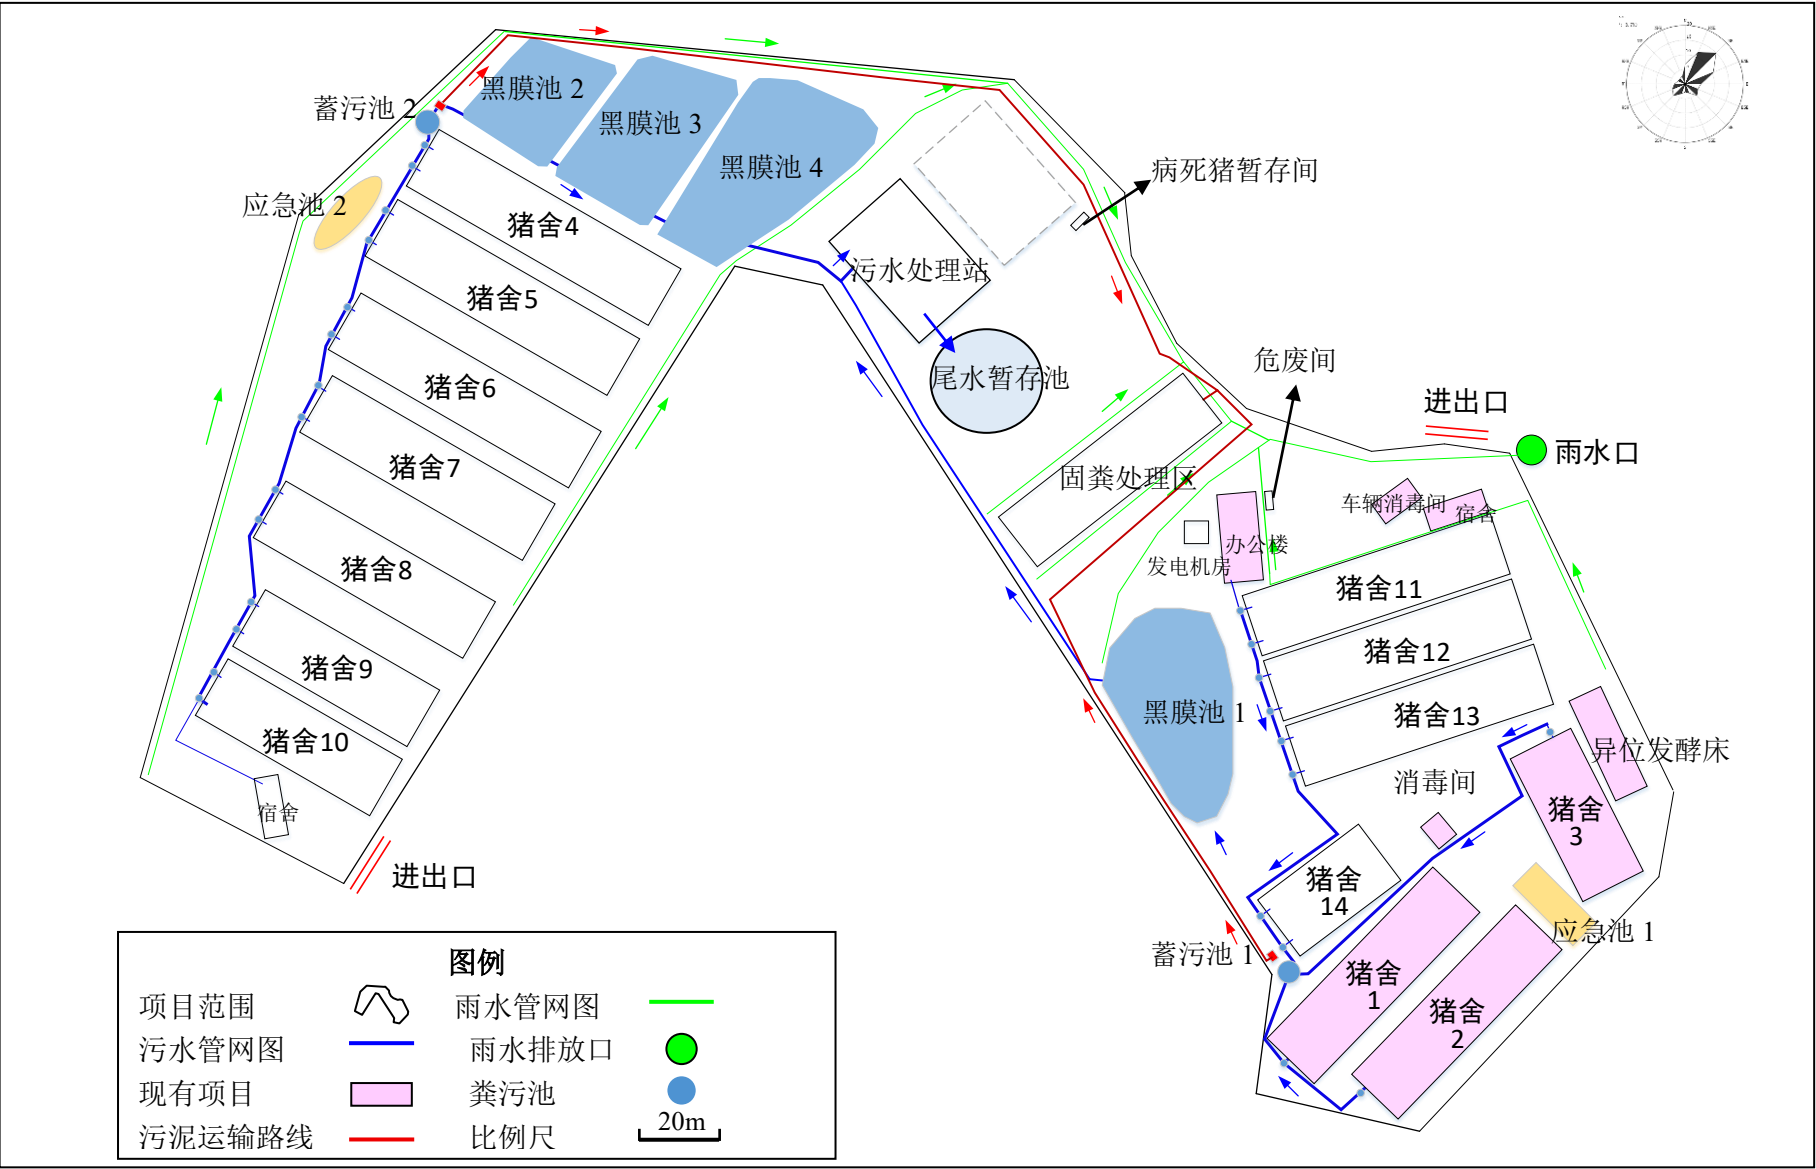 黑膜池 2
蓄污池 2
黑膜池 3
黑膜池 4
病死猪暂存间
应急池 2
猪舍4
污水处理站
猪舍5
尾水暂存池
危废间
猪舍6
进出口
雨水口
猪舍7
固粪处理区
车辆消毒间
宿舍
办公楼
发电机房
猪舍8
猪舍11
猪舍12
猪舍9
黑膜池 1
猪舍13
猪舍10
异位发酵床
消毒间
宿舍
猪舍
3
进出口
猪舍
14
应急池 1
蓄污池 1
猪舍
1
猪舍
2
图例
项目范围
雨水管网图
污水管网图
雨水排放口
现有项目
粪污池
污泥运输路线
比例尺
20m